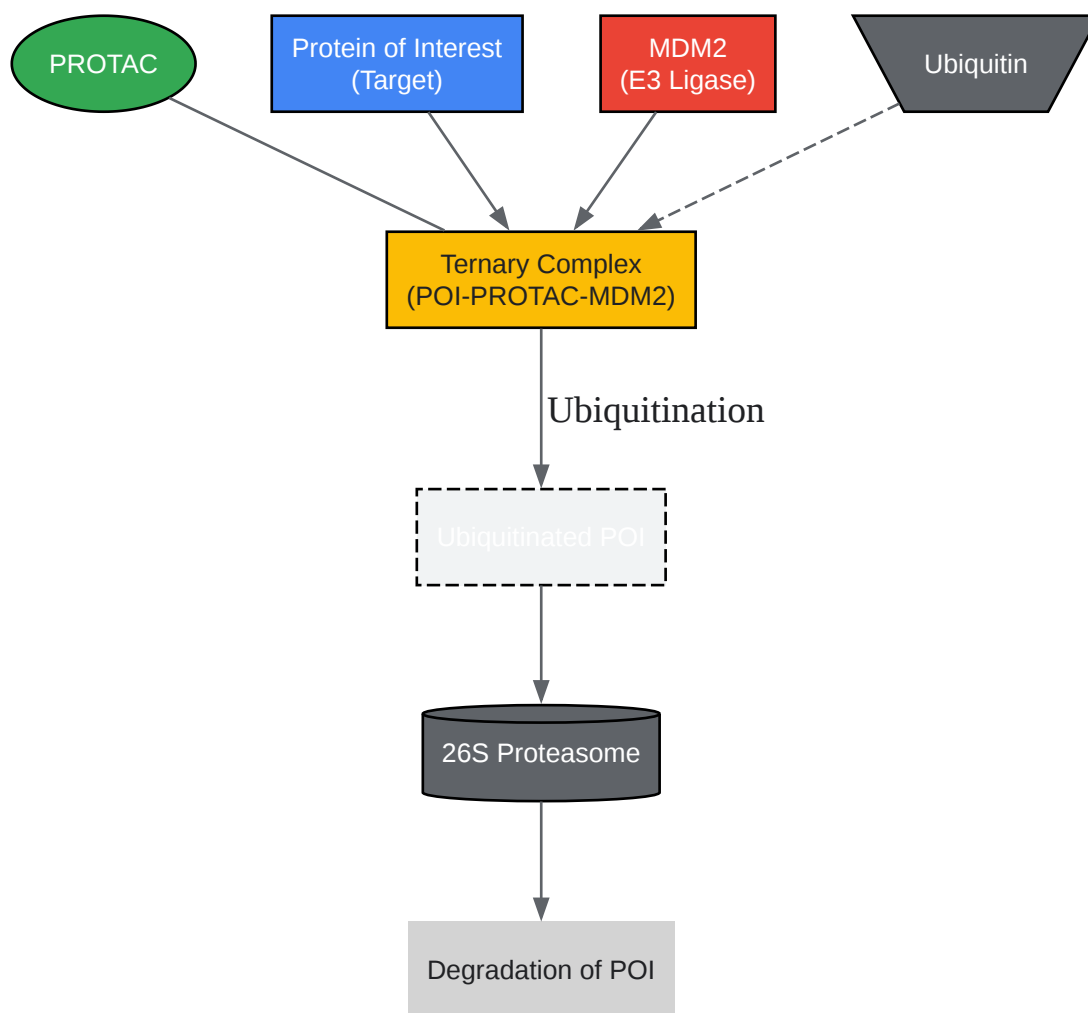 PROTAC
Protein of Interest
(Target)
MDM2
(E3 Ligase)
Ubiquitin
Ternary Complex
(POI-PROTAC-MDM2)
Ubiquitination
Ubiquitinated POI
26S Proteasome
Degradation of POI